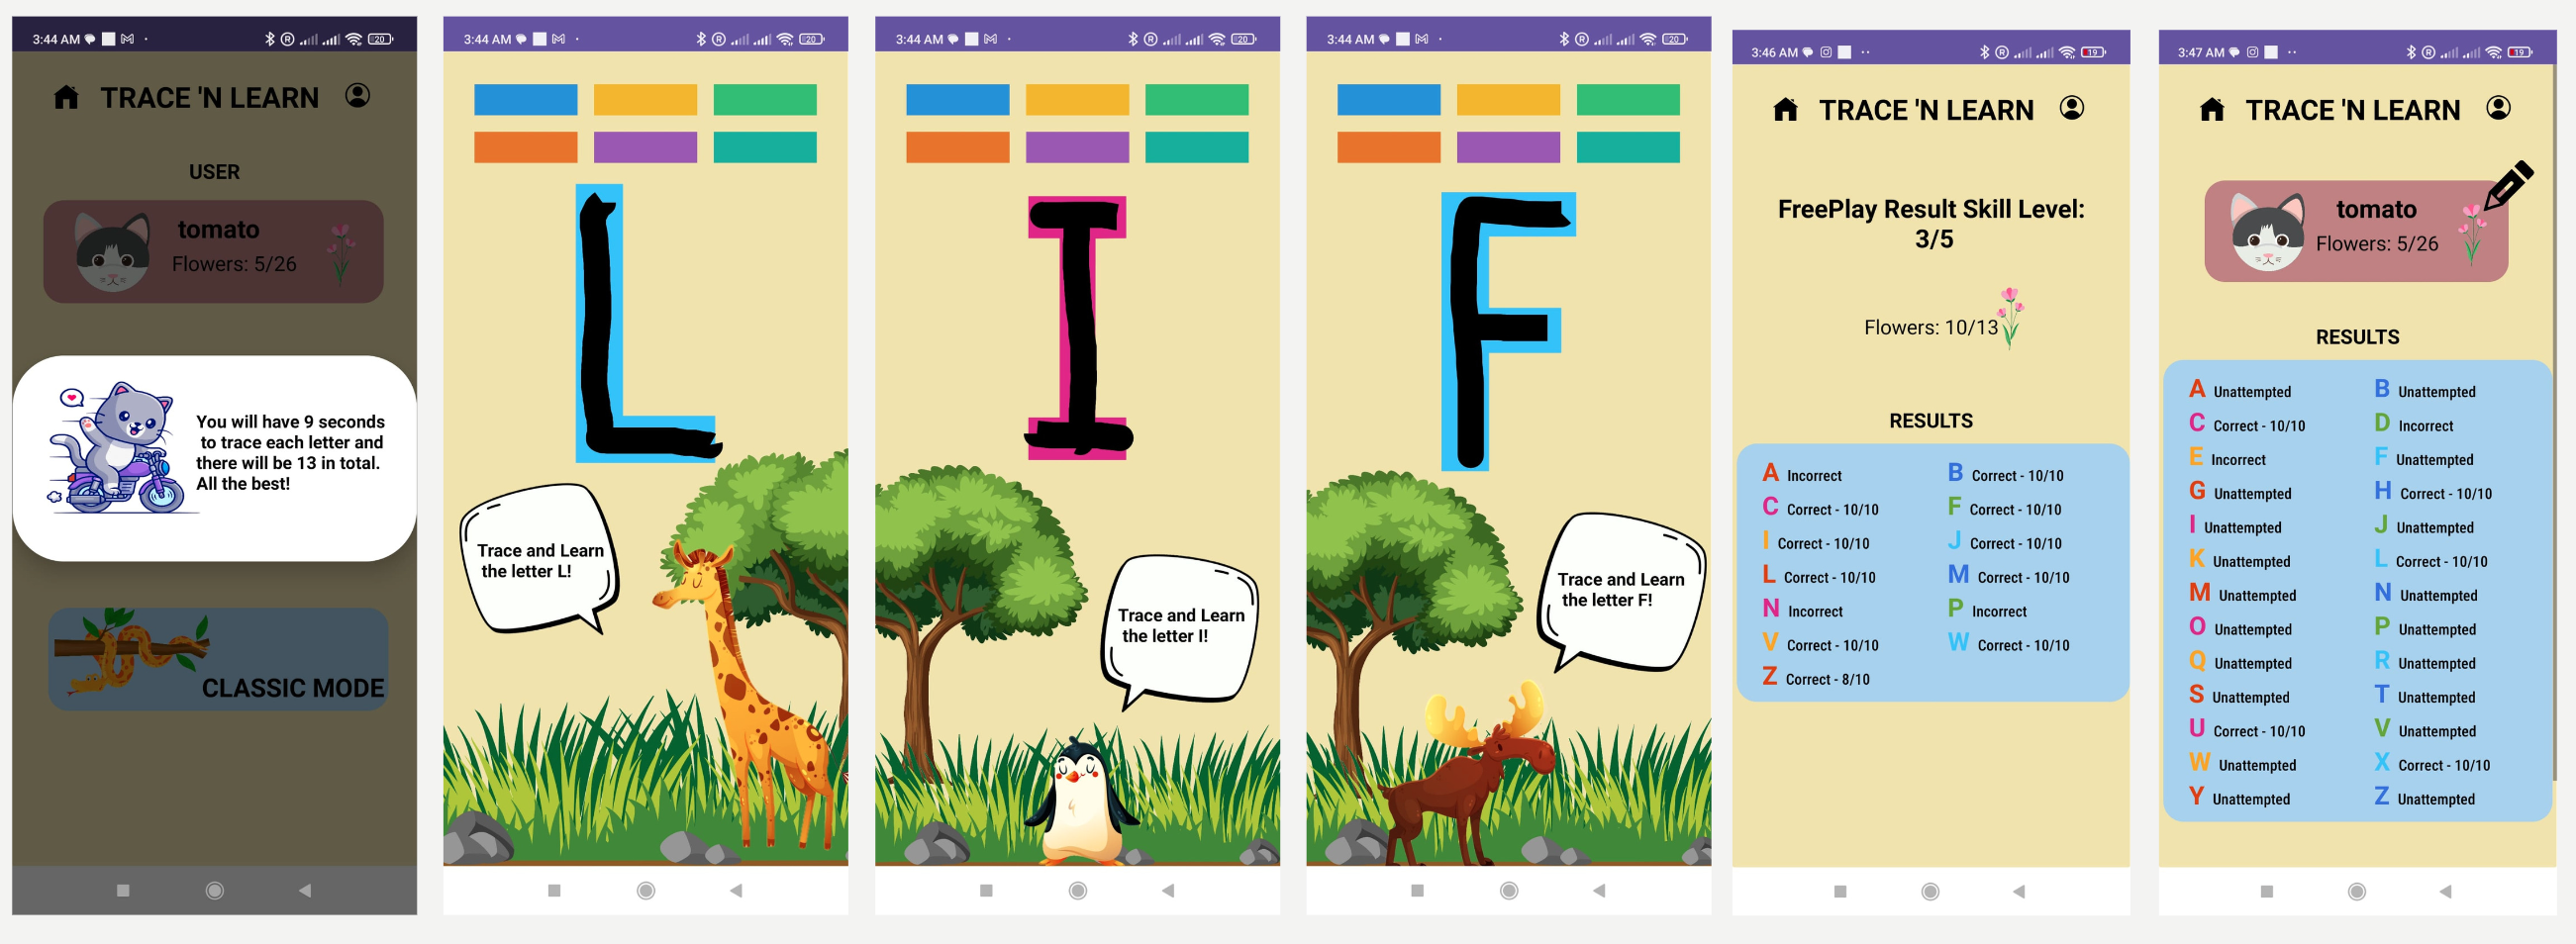 3:44 AM
20
TRACE 'N LEARN
USER
tomato
Flowers: 5/26
You will have 9 seconds
to trace each letter and
there will be 13 in total.
All the best!
CLASSIC MODE
3:44 AM
20
L
Trace and Learn
the letter L!
3:44 AM
20
I
Trace and Learn
the letter I!
3:44 AM
20
F
Trace and Learn
the letter F!
3:46 AM
19
TRACE 'N LEARN
FreePlay Result Skill Level:
3/5
Flowers: 10/13
RESULTS
A Incorrect
B Correct - 10/10
C Correct - 10/10
F Correct - 10/10
I Correct - 10/10
J Correct - 10/10
L Correct - 10/10
M Correct - 10/10
N Incorrect
P Incorrect
V Correct - 10/10
W Correct - 10/10
Z Correct - 8/10
3:47 AM
19
TRACE 'N LEARN
tomato
Flowers: 5/26
RESULTS
A Unattempted
B Unattempted
C Correct - 10/10
D Incorrect
E Incorrect
F Unattempted
G Unattempted
H Correct - 10/10
I Unattempted
J Unattempted
K Unattempted
L Correct - 10/10
M Unattempted
N Unattempted
O Unattempted
P Unattempted
Q Unattempted
R Unattempted
S Unattempted
T Unattempted
U Correct - 10/10
V Unattempted
W Unattempted
X Correct - 10/10
Y Unattempted
Z Unattempted